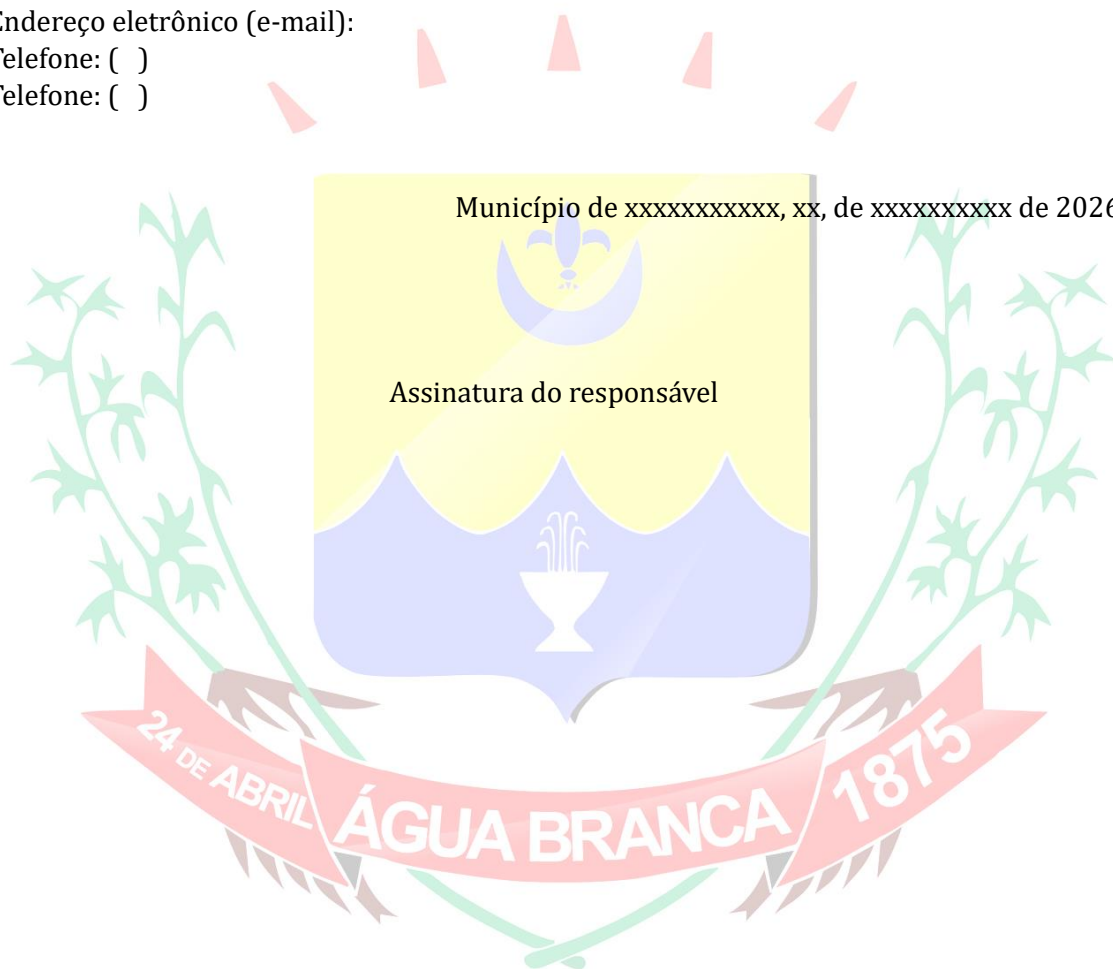 Endereço eletrônico (e-mail):
Telefone: ( )
Telefone: ( )
Município de xxxxxxxxxxx, xx, de xxxxxxxxxx de 2026
Assinatura do responsável
24 DE ABRIL
ÁGUA BRANCA
1875